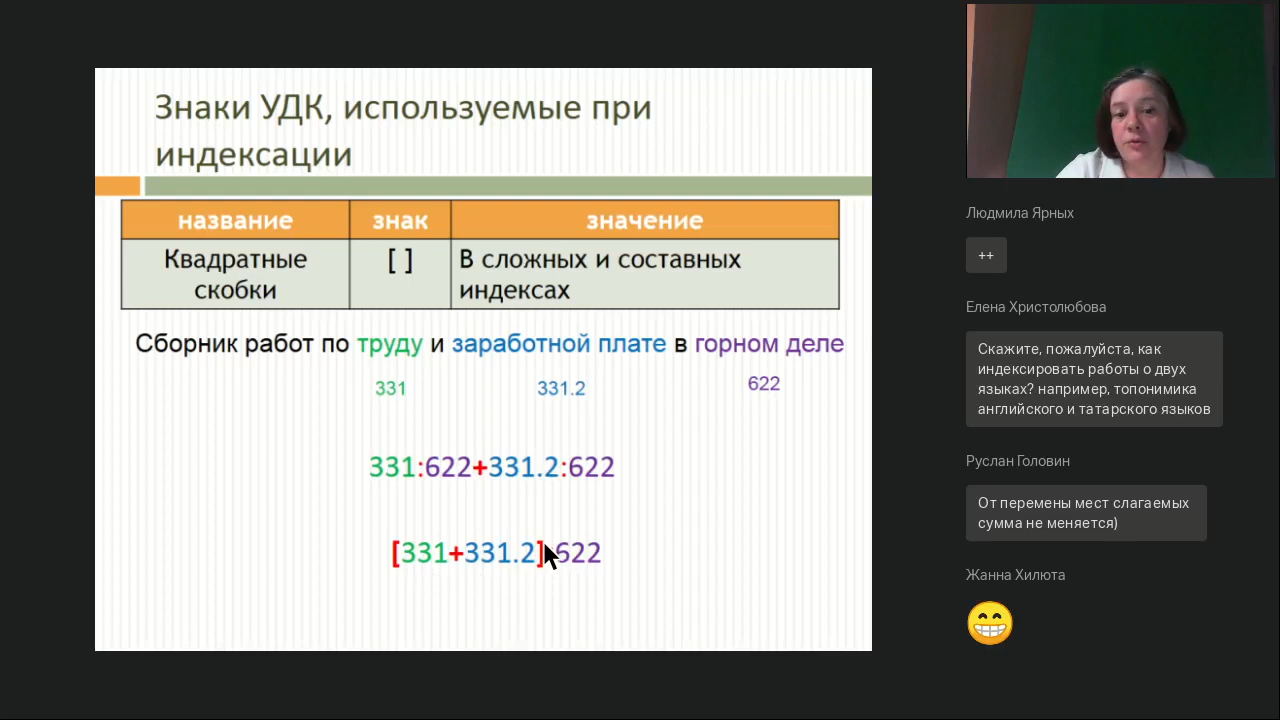 Знаки УДК, используемые при
индексации
название знак значение
Квадратные [ ] В сложных и составных
скобки индексах
Сборник работ по труду и заработной плате в горном деле
331 331.2 622
331:622+331.2:622
[331+331.2]:622
Людмила Ярных
++
Елена Христолюбова
Скажите, пожалуйста, как
индексировать работы о двух
языках? например, топонимика
английского и татарского языков
Руслан Головин
От перемены мест слагаемых
сумма не меняется)
Жанна Хилюта